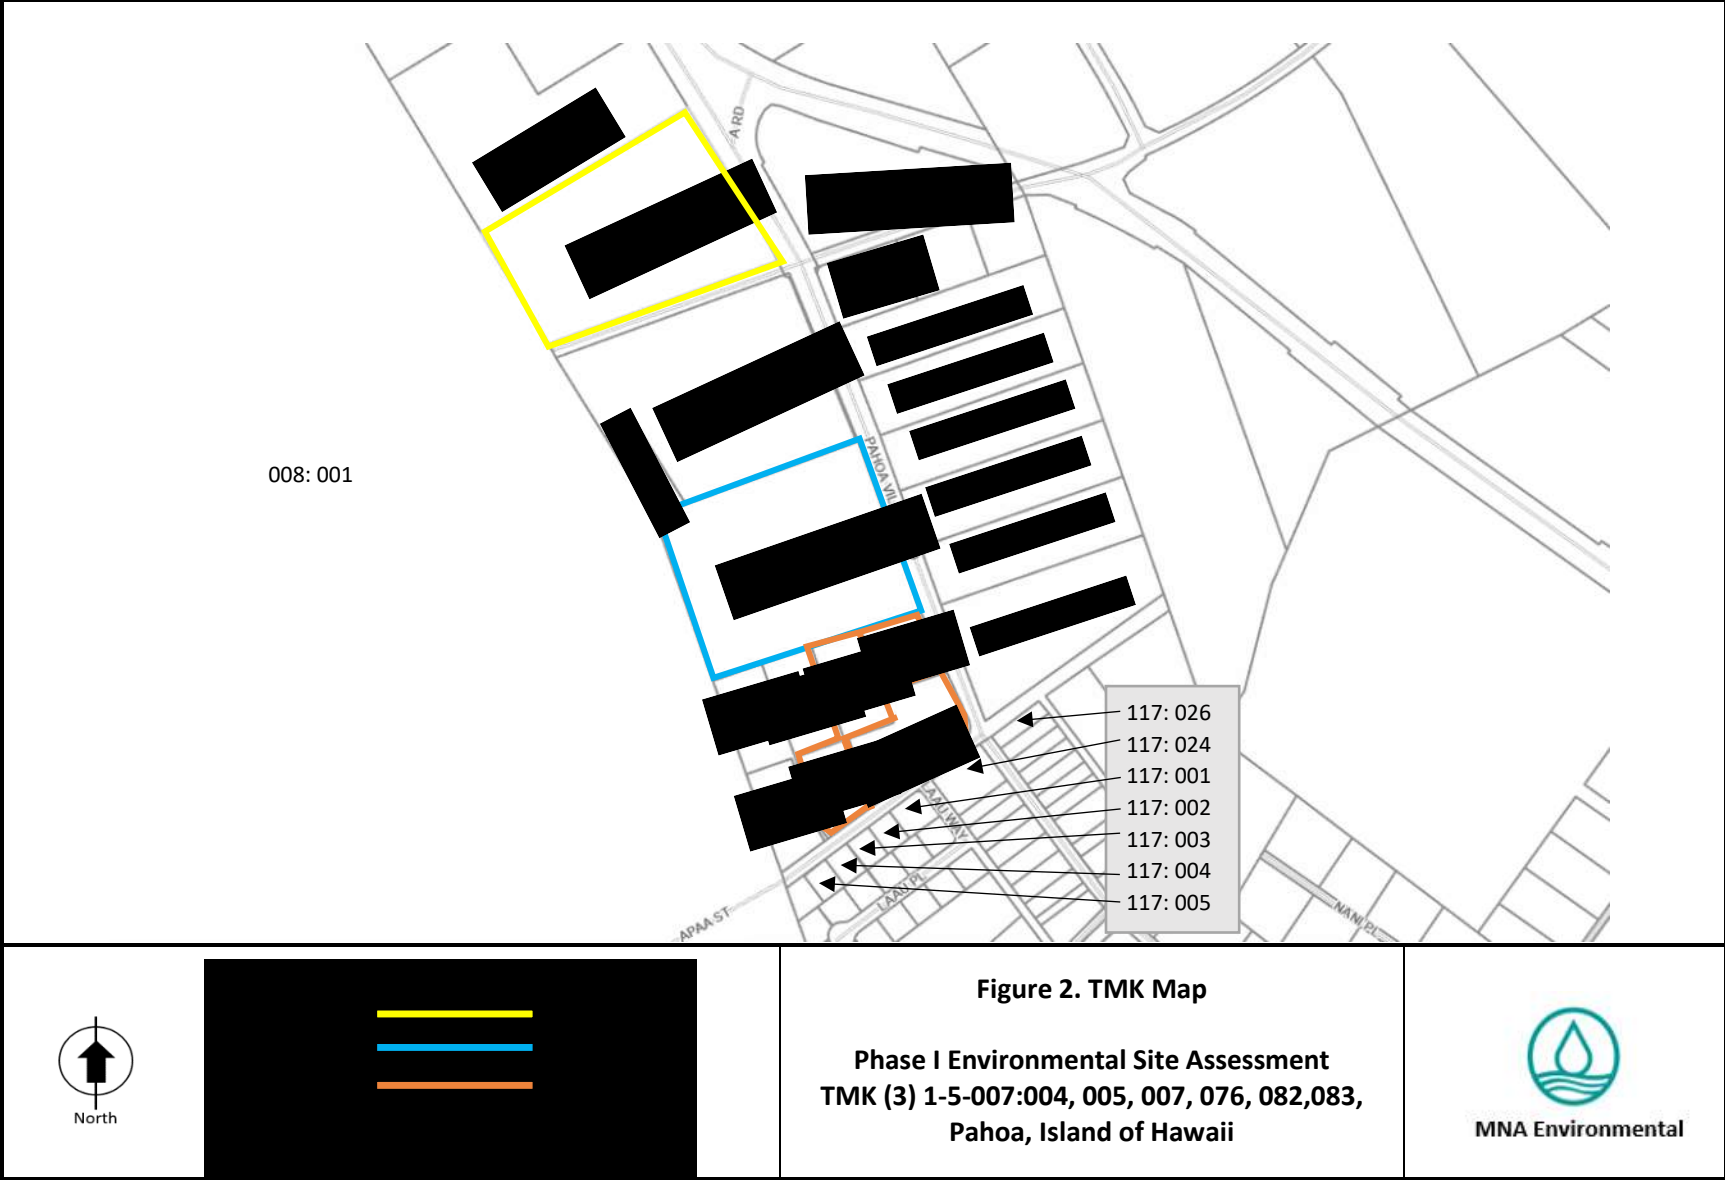 A RD
008: 001
PAHOA VIL
117: 026
117: 024
117: 001
117: 002
117: 003
117: 004
117: 005
LAAU WAY
LAAU PL
APAA ST
NANI PL
North
Figure 2. TMK Map
Phase I Environmental Site Assessment
TMK (3) 1-5-007:004, 005, 007, 076, 082,083,
Pahoa, Island of Hawaii
MNA Environmental